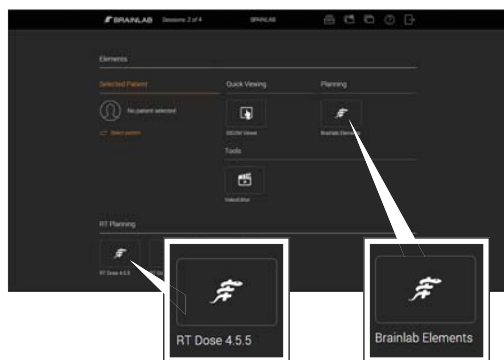 BRAINLAB Sessions: 2 of 4 BRAINLAB
Elements
Selected Patient Quick Viewing Planning
No patient selected
Select patient
DICOM Viewer Brainlab Elements
Tools
VideoEditor
RT Planning
RT Dose 4.5.5
RT Dose 4.5.5
Brainlab Elements